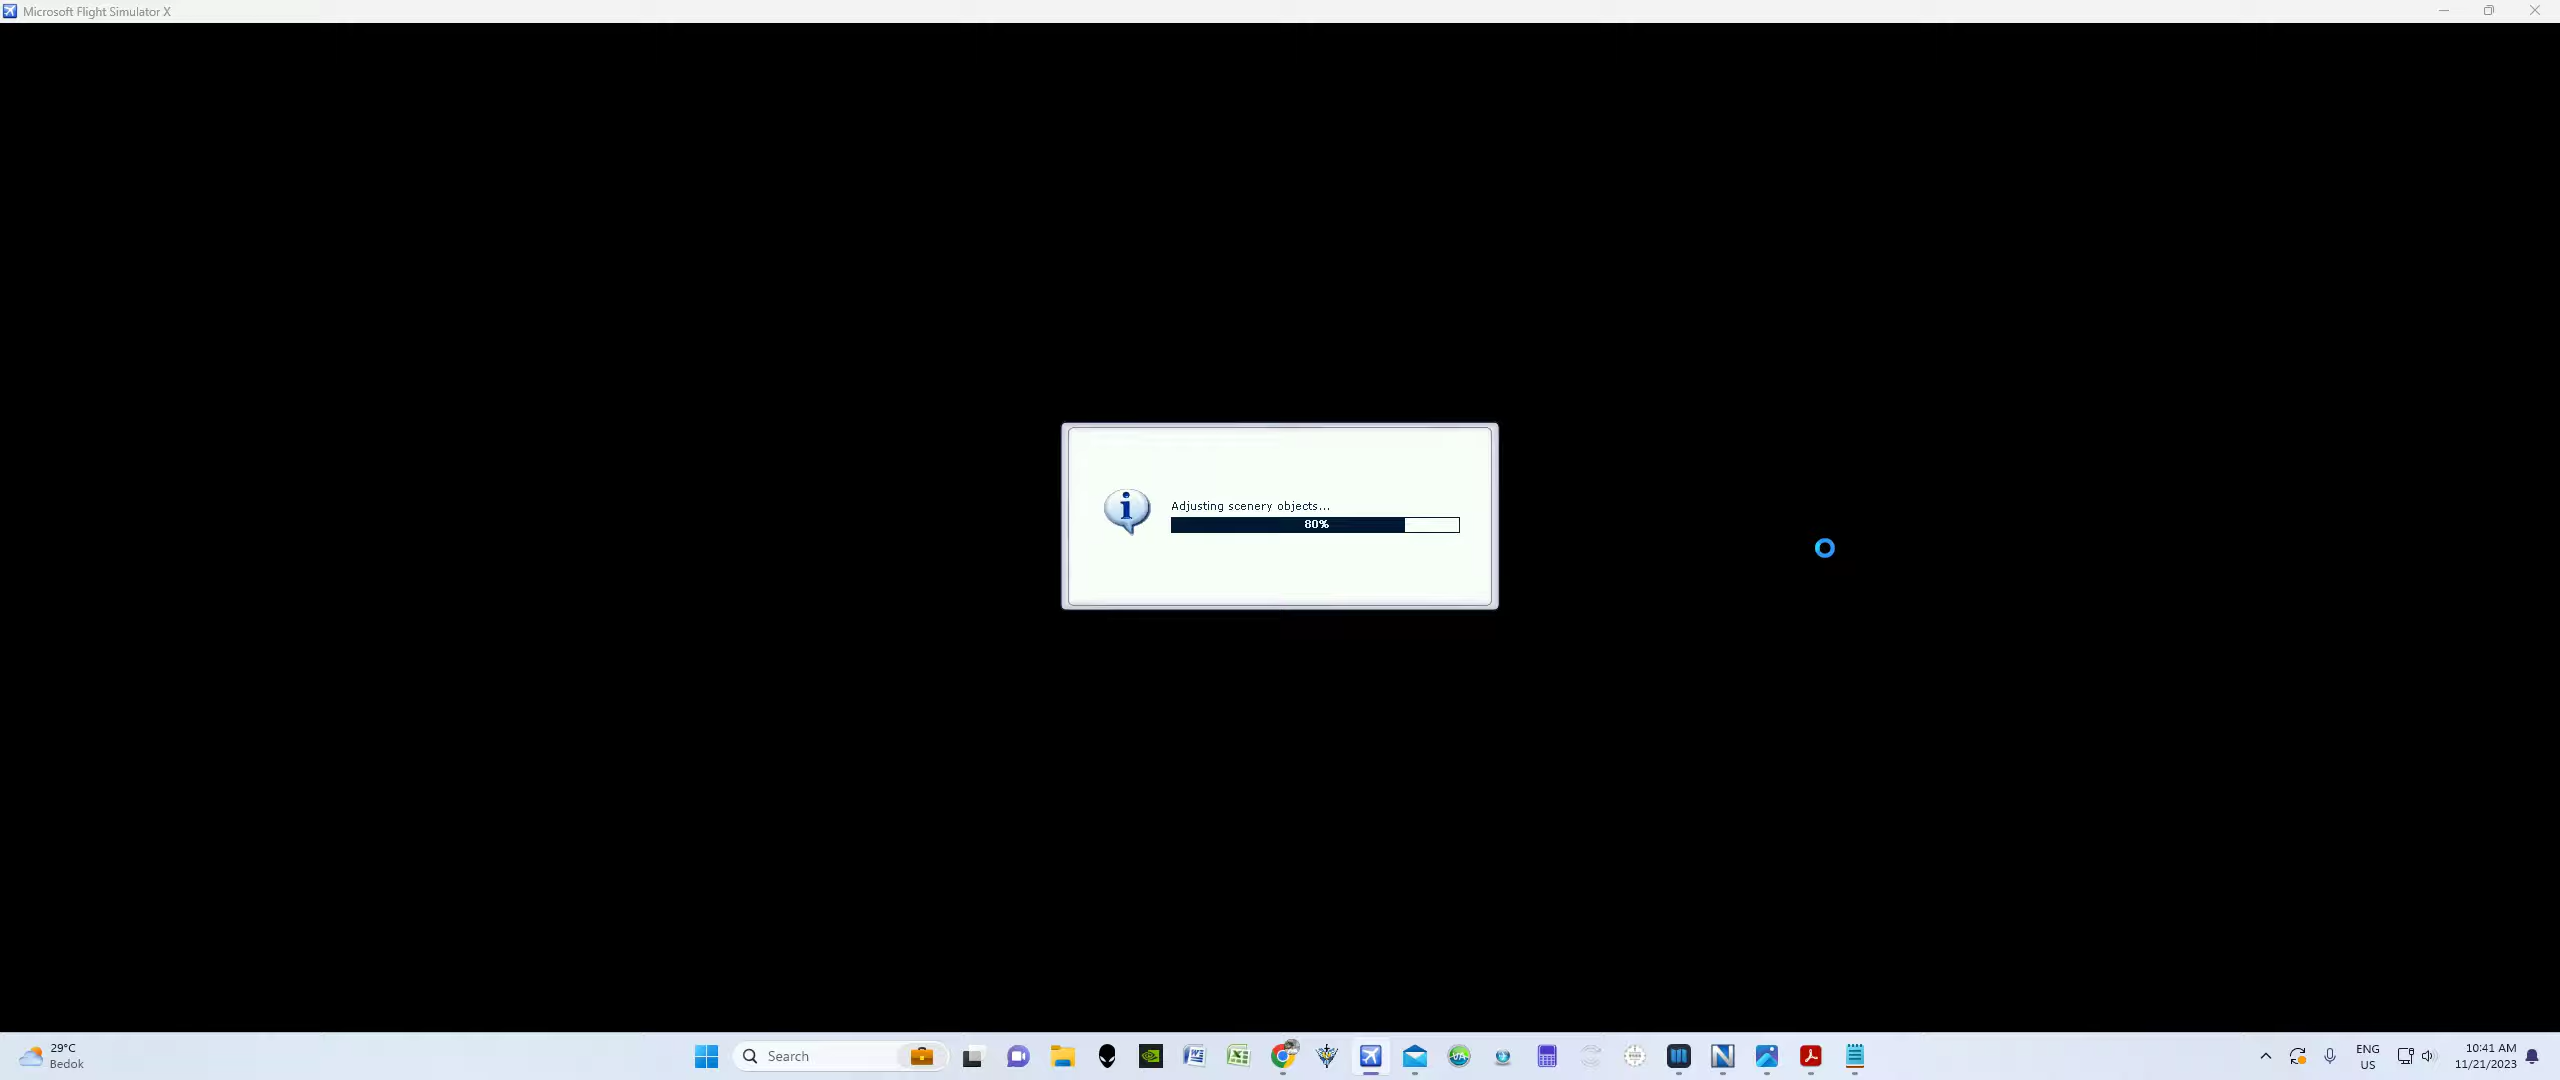 Microsoft Flight Simulator X
Adjusting scenery objects...
80%
29°C
Bedok
Search
ENG
US
10:41 AM
11/21/2023